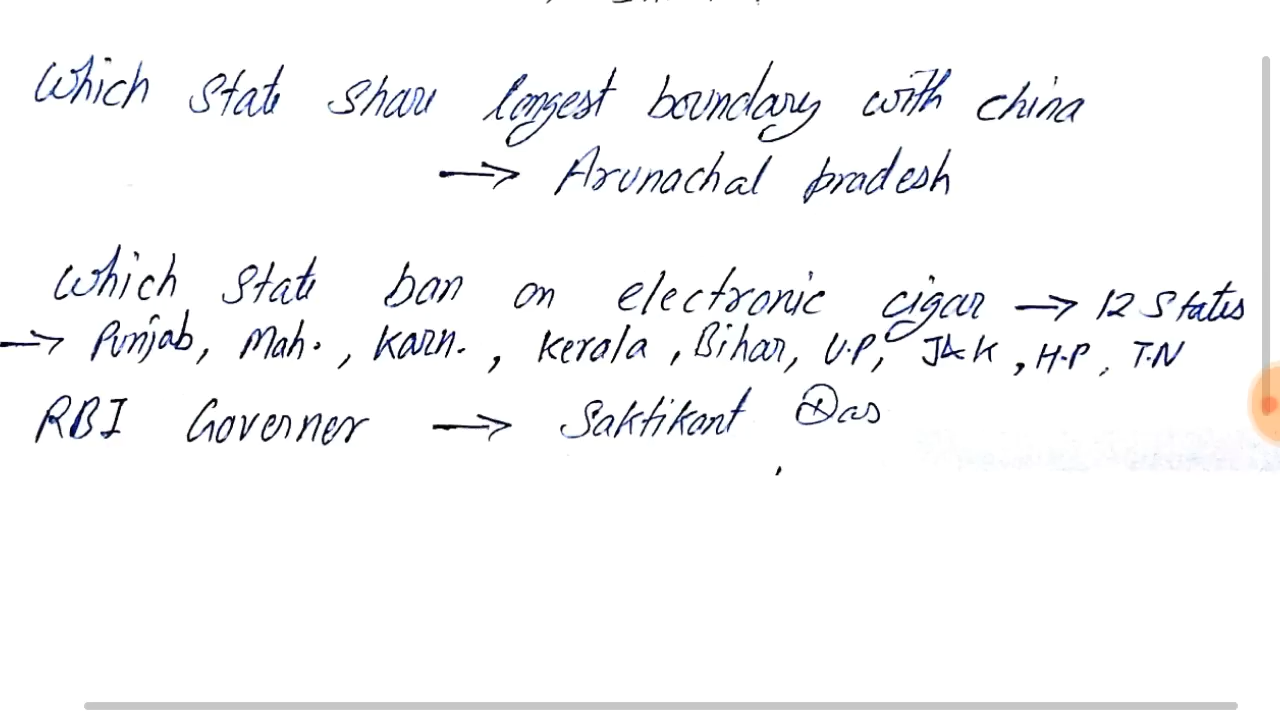 Which State Share longest boundary with china
→ Arunachal pradesh
Which State ban on electronic cigar → 12 States
→ Punjab, Mah., Karn., Kerala, Bihar, U.P, J&K, H.P, T.N
RBI Governer → Saktikant Das